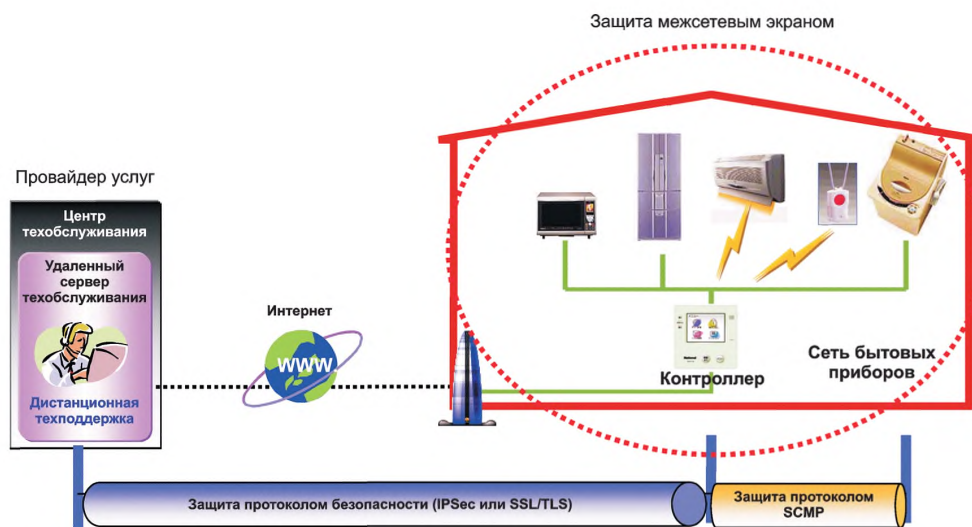 Защита межсетевым экраном
Провайдер услуг
Центр
техобслуживания
Удаленный
сервер
техобслуживания
Дистанционная
техподдержка
Интернет
WWW
Контроллер
Сеть бытовых
приборов
Защита протоколом безопасности (IPSec или SSL/TLS)
Защита протоколом
SCMP